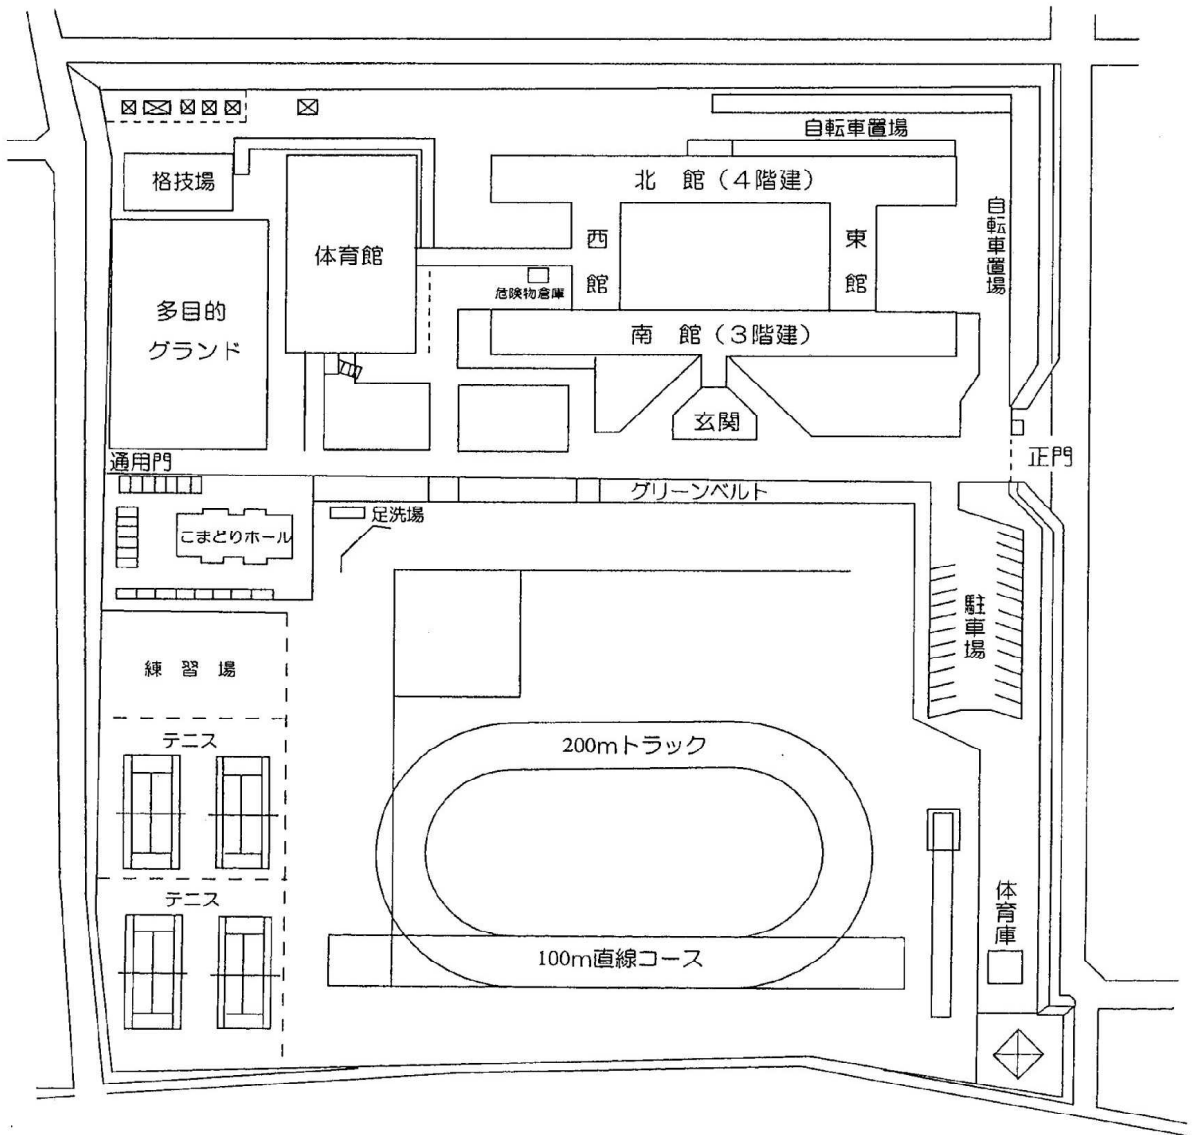 自転車置場
格技場
北 館（４階建）
体育館
西館
東館
自転車置場
危険物倉庫
多目的
グランド
南 館（３階建）
玄関
通用門
正門
グリーンベルト
足洗場
こまどりホール
駐車場
練 習 場
テニス
200mトラック
テニス
体育庫
100m直線コース